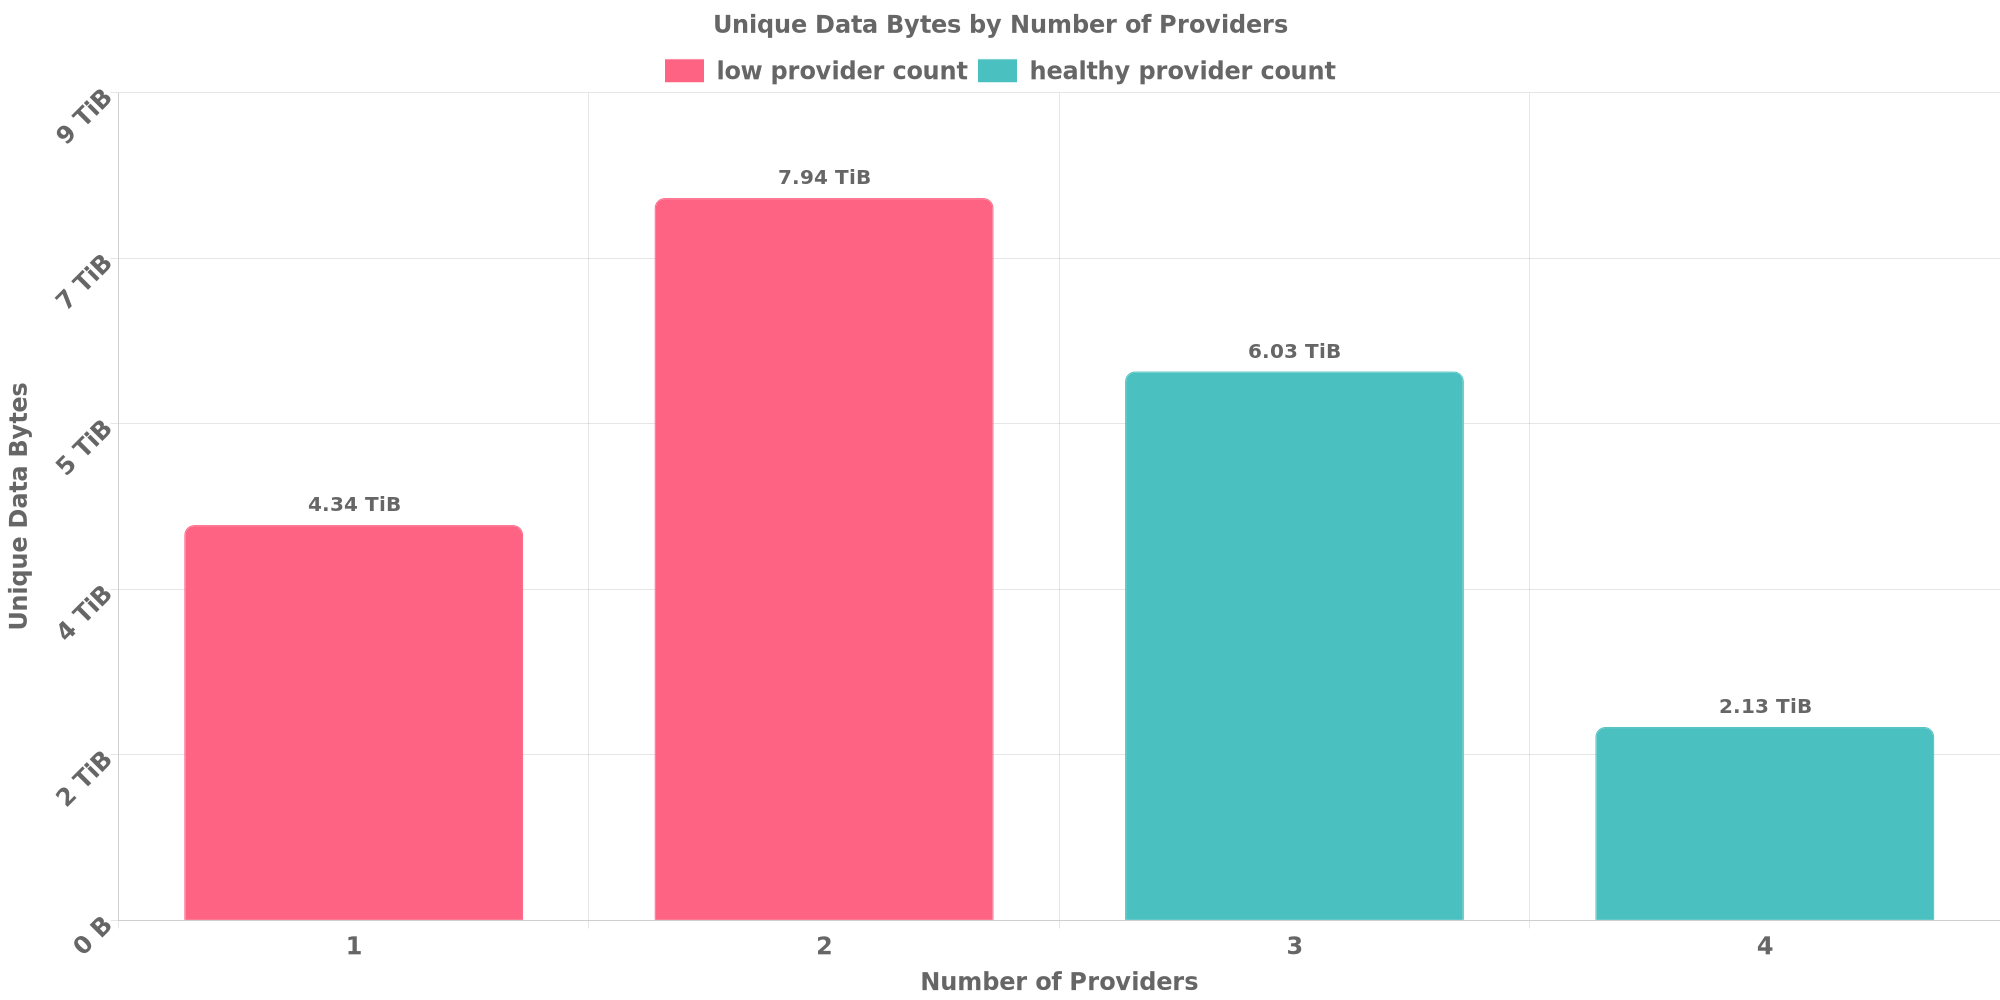 Unique Data Bytes by Number of Providers
low provider count healthy provider count
9 TiB
7 TiB
5 TiB
4 TiB
2 TiB
0 B
Unique Data Bytes
4.34 TiB
7.94 TiB
6.03 TiB
2.13 TiB
1 2 3 4
Number of Providers